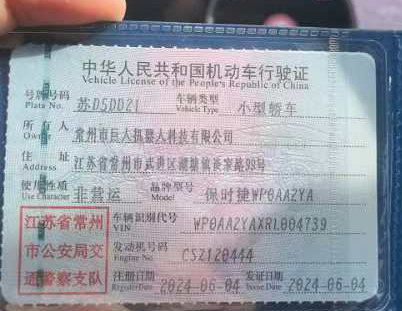 中华人民共和国机动车行驶证
Vehicle License of the People's Republic of China
号牌号码 Plate No. 苏D5DD21 车辆类型 Vehicle Type 小型轿车
所有人 Owner 常州市巨人机器人科技有限公司
住址 Address 江苏省常州市武进区湖塘镇 99号
使用性质 Use Character 非营运 品牌型号 Model 保时捷WP0AA2YA
江苏省常州市公安局交通警察支队
车辆识别代号 VIN WP0AA2YAXRL004739
发动机号码 Engine No. CSZ120444
注册日期 Register Date 2024-06-04 发证日期 Issue Date 2024-06-04